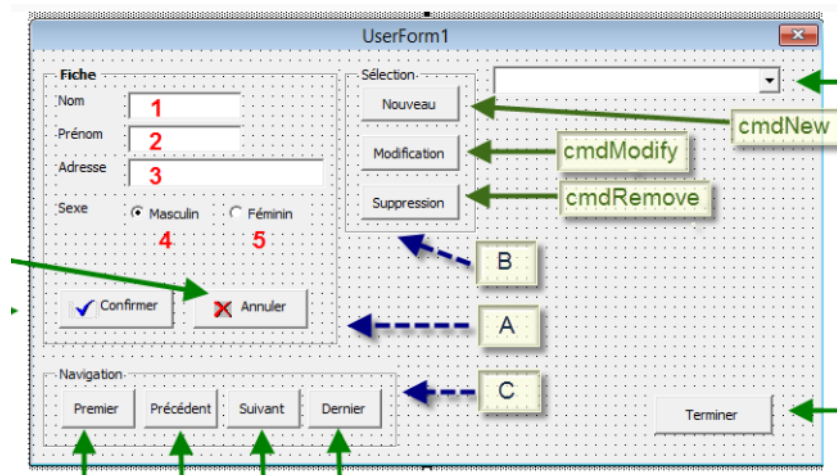 UserForm1
Fiche
Nom
1
Prénom
2
Adresse
3
Sexe
Masculin
Féminin
4
5
Confirmer
Annuler
Sélection
Nouveau
Modification
Suppression
cmdNew
cmdModify
cmdRemove
B
A
C
Navigation
Premier
Précédent
Suivant
Dernier
Terminer